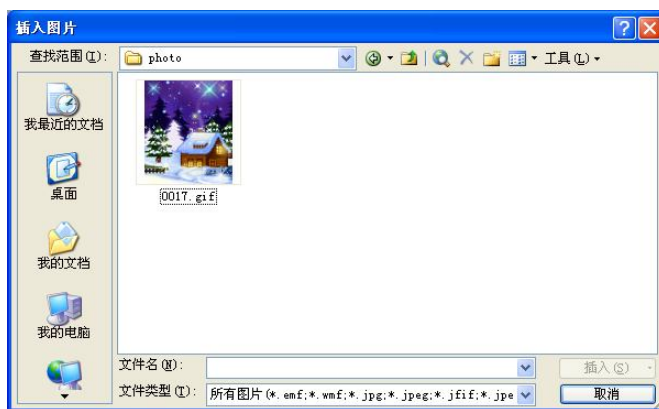 插入图片
查找范围(I): photo 工具(L)
我最近的文档
桌面
我的文档
我的电脑
0017.gif
文件名(N): 插入(S)
文件类型(T): 所有图片(*.emf;*.wmf;*.jpg;*.jpeg;*.jfif;*.jpe 取消